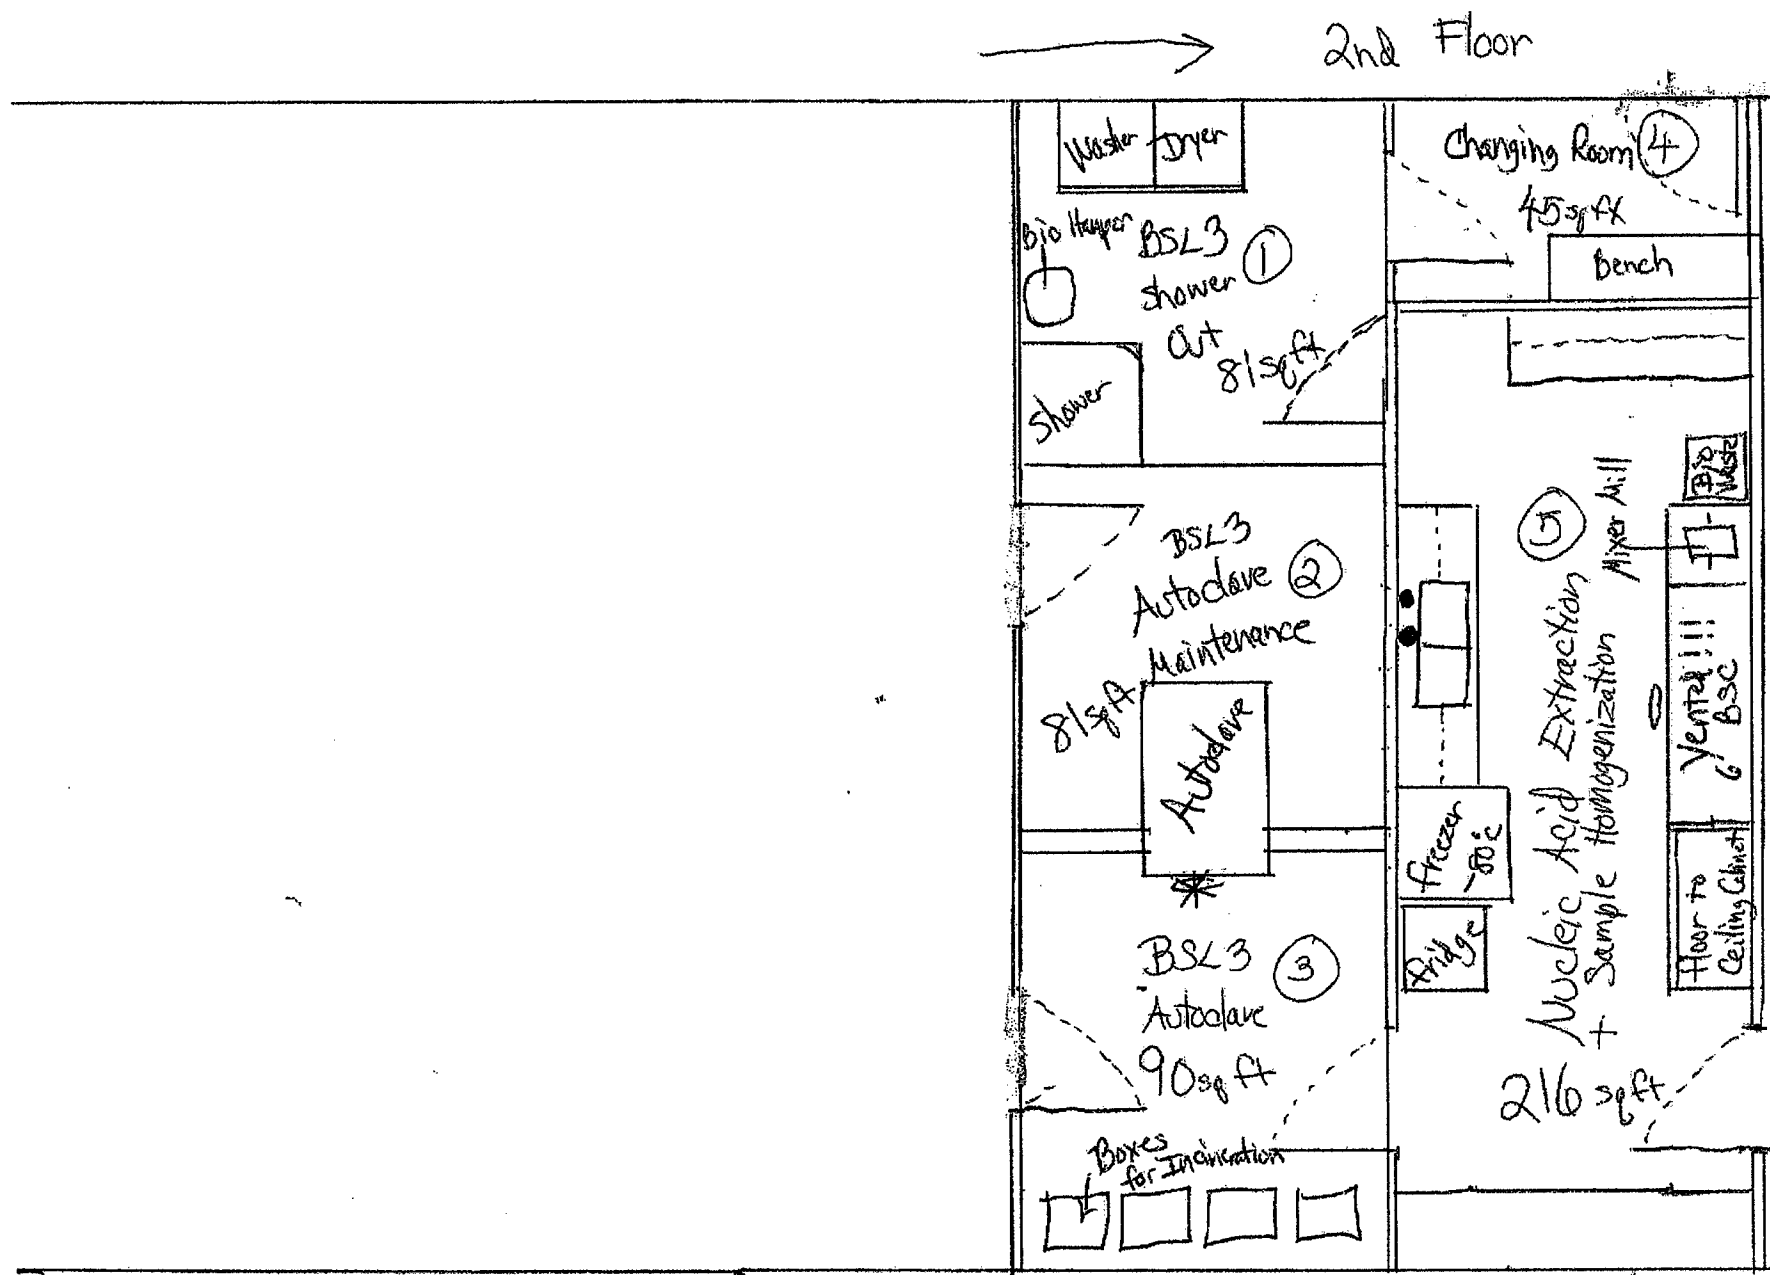 2nd Floor
Washer
Dryer
Bio Hamper
BSL3
shower
Out
1
81 sq ft
Shower
Changing Room 4
45 sq ft
Bench
BSL3
Autoclave 2
Maintenance
81 sq ft
Autoclave
BSL3
3
Autoclave
90 sq ft
Boxes
for Incineration
5
Nucleic Acid Extraction
+ Sample Homogenization
216 sq ft
Mixer Mill
Bio
Waste
Vented!!!
6' BSC
Floor to
Ceiling Cabinet
Freezer
-80°C
Fridge